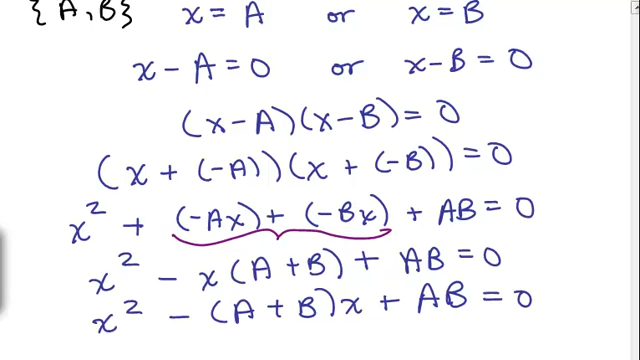 {A,B} x = A or x = B
x - A = 0 or x - B = 0
(x - A)(x - B) = 0
(x + (-A))(x + (-B)) = 0
x² + (-Ax) + (-Bx) + AB = 0
x² - x(A + B) + AB = 0
x² - (A + B)x + AB = 0